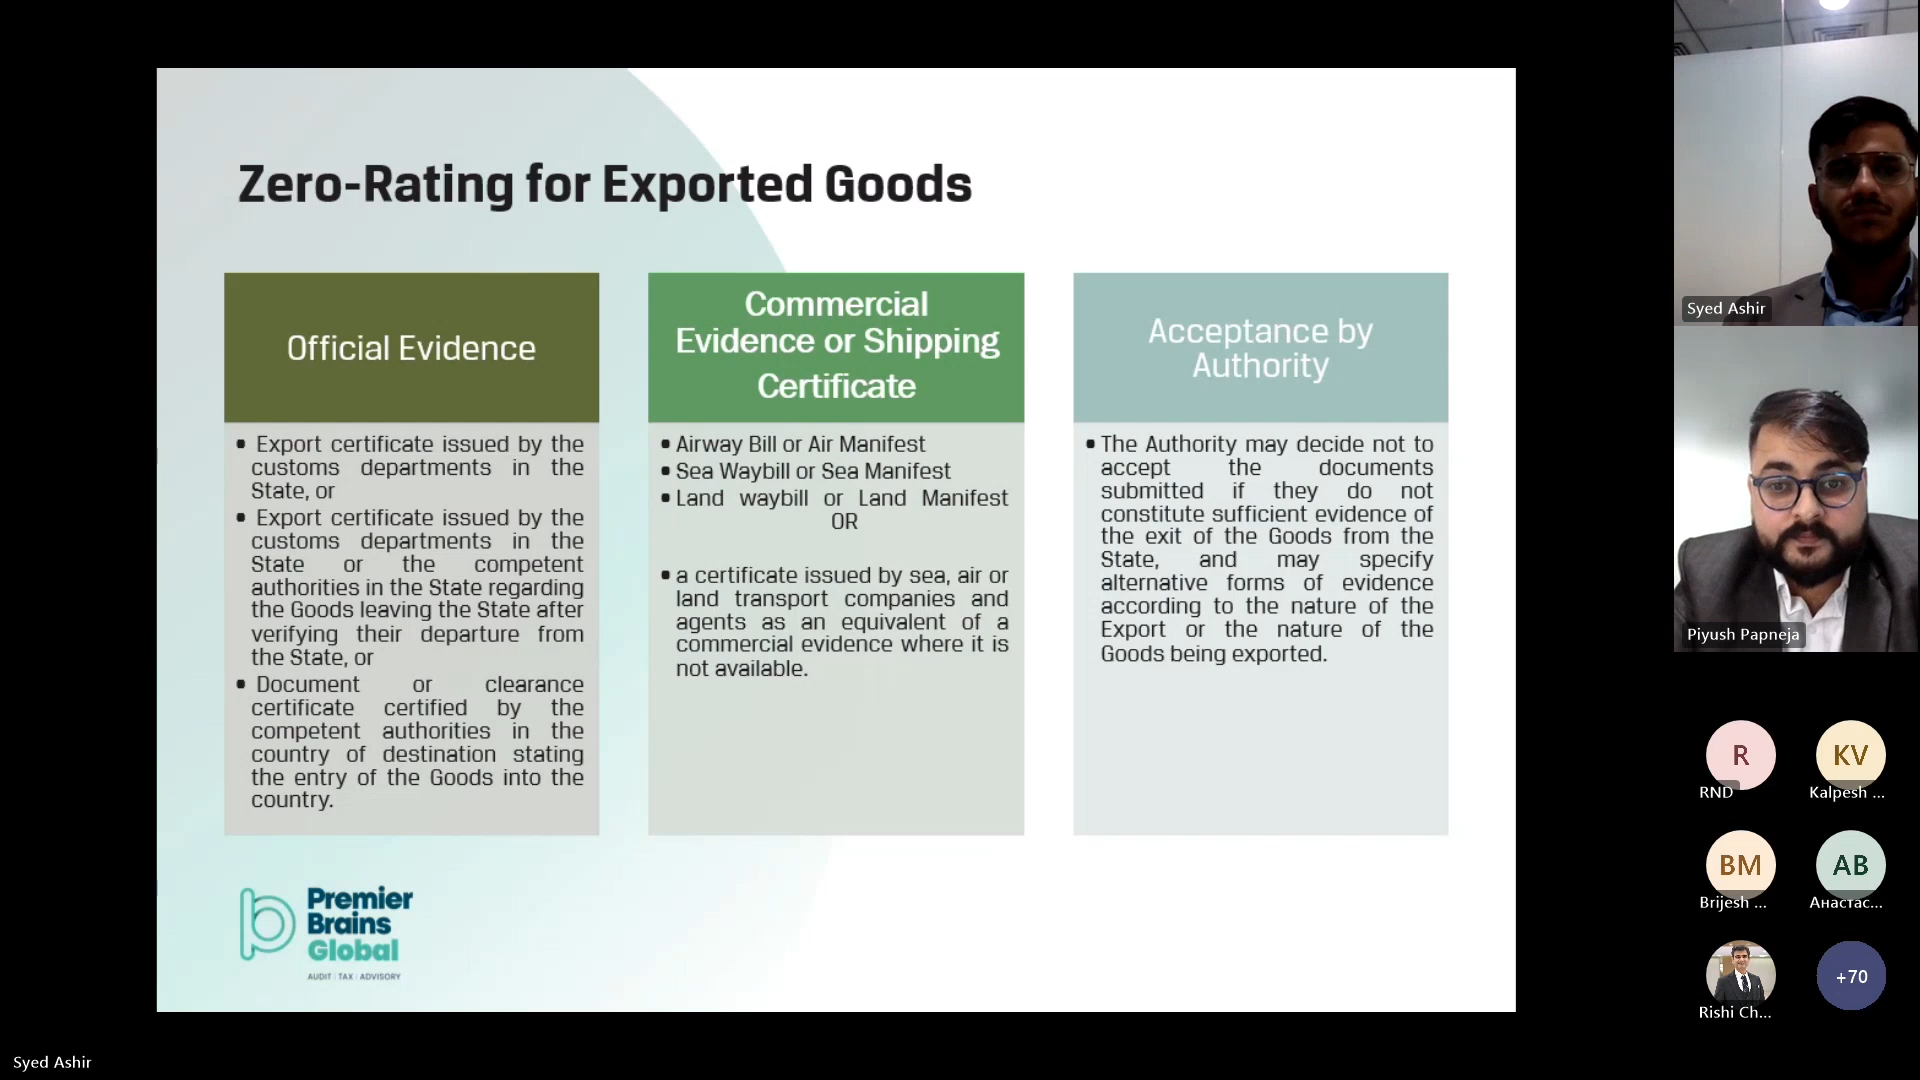 Zero-Rating for Exported Goods
Official Evidence
• Export certificate issued by the
customs departments in the
State, or
• Export certificate issued by the
customs departments in the
State or the competent
authorities in the State regarding
the Goods leaving the State after
verifying their departure from
the State, or
• Document or clearance
certificate certified by the
competent authorities in the
country of destination stating
the entry of the Goods into the
country.
Commercial
Evidence or Shipping
Certificate
• Airway Bill or Air Manifest
• Sea Waybill or Sea Manifest
• Land waybill or Land Manifest
OR
• a certificate issued by sea, air or
land transport companies and
agents as an equivalent of a
commercial evidence where it is
not available.
Acceptance by
Authority
• The Authority may decide not to
accept the documents
submitted if they do not
constitute sufficient evidence of
the exit of the Goods from the
State, and may specify
alternative forms of evidence
according to the nature of the
Export or the nature of the
Goods being exported.
Premier
Brains
Global
AUDIT | TAX | ADVISORY
Syed Ashir
Piyush Papneja
R
RND
KV
Kalpesh ...
BM
Brijesh ...
AB
Анастас...
Rishi Ch...
+70
Syed Ashir